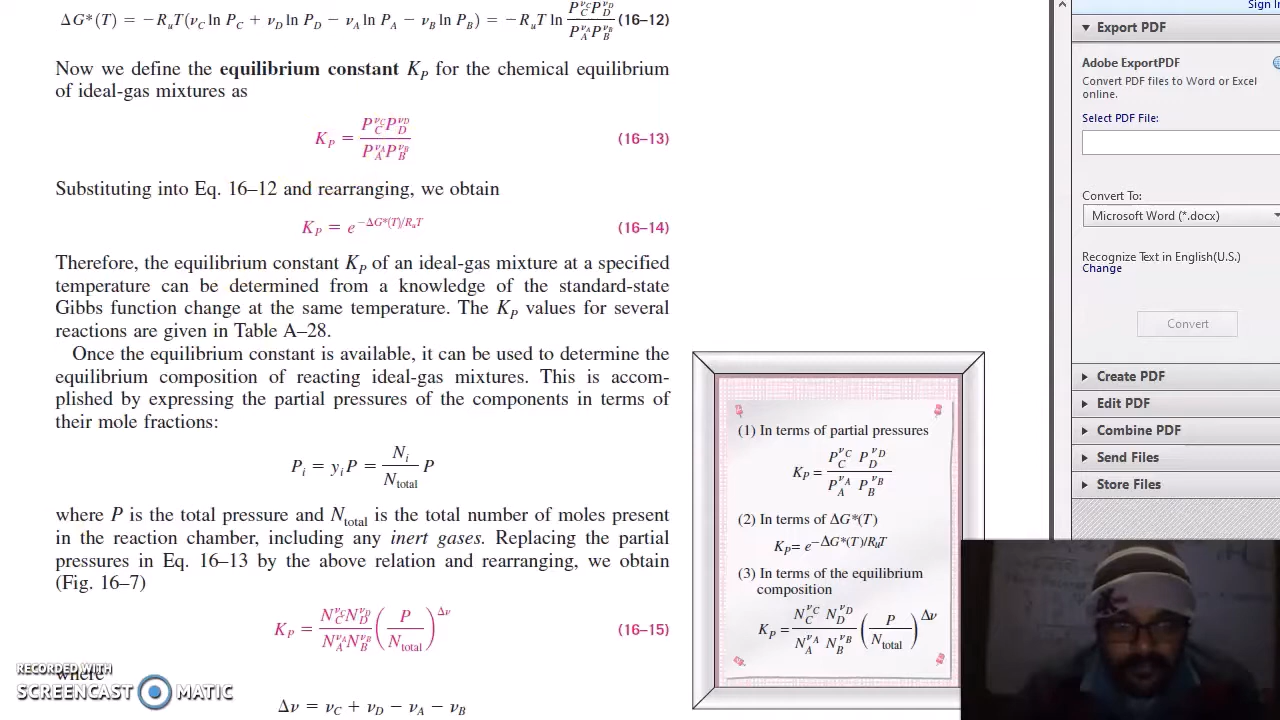 ΔG*(T) = −RᵤT(ν_C ln P_C + ν_D ln P_D − ν_A ln P_A − ν_B ln P_B) = −RᵤT ln (P_C^ν_C P_D^ν_D)/(P_A^ν_A P_B^ν_B) (16–12)
Now we define the equilibrium constant K_P for the chemical equilibrium
of ideal-gas mixtures as
K_P = (P_C^ν_C P_D^ν_D)/(P_A^ν_A P_B^ν_B) (16–13)
Substituting into Eq. 16–12 and rearranging, we obtain
K_P = e^(−ΔG*(T)/RᵤT) (16–14)
Therefore, the equilibrium constant K_P of an ideal-gas mixture at a specified
temperature can be determined from a knowledge of the standard-state
Gibbs function change at the same temperature. The K_P values for several
reactions are given in Table A–28.
Once the equilibrium constant is available, it can be used to determine the
equilibrium composition of reacting ideal-gas mixtures. This is accom-
plished by expressing the partial pressures of the components in terms of
their mole fractions:
P_i = y_i P = (N_i/N_total) P
where P is the total pressure and N_total is the total number of moles present
in the reaction chamber, including any inert gases. Replacing the partial
pressures in Eq. 16–13 by the above relation and rearranging, we obtain
(Fig. 16–7)
K_P = (N_C^ν_C N_D^ν_D)/(N_A^ν_A N_B^ν_B) (P/N_total)^Δν (16–15)
where
Δν = ν_C + ν_D − ν_A − ν_B
(1) In terms of partial pressures
K_P = (P_C^ν_C P_D^ν_D)/(P_A^ν_A P_B^ν_B)
(2) In terms of ΔG*(T)
K_P = e^(−ΔG*(T)/RᵤT)
(3) In terms of the equilibrium
composition
K_P = (N_C^ν_C N_D^ν_D)/(N_A^ν_A N_B^ν_B) (P/N_total)^Δν
Sign In
Export PDF
Adobe ExportPDF
Convert PDF files to Word or Excel
online.
Select PDF File:
Convert To:
Microsoft Word (*.docx)
Recognize Text in English(U.S.)
Change
Convert
Create PDF
Edit PDF
Combine PDF
Send Files
Store Files
RECORDED WITH
SCREENCAST MATIC